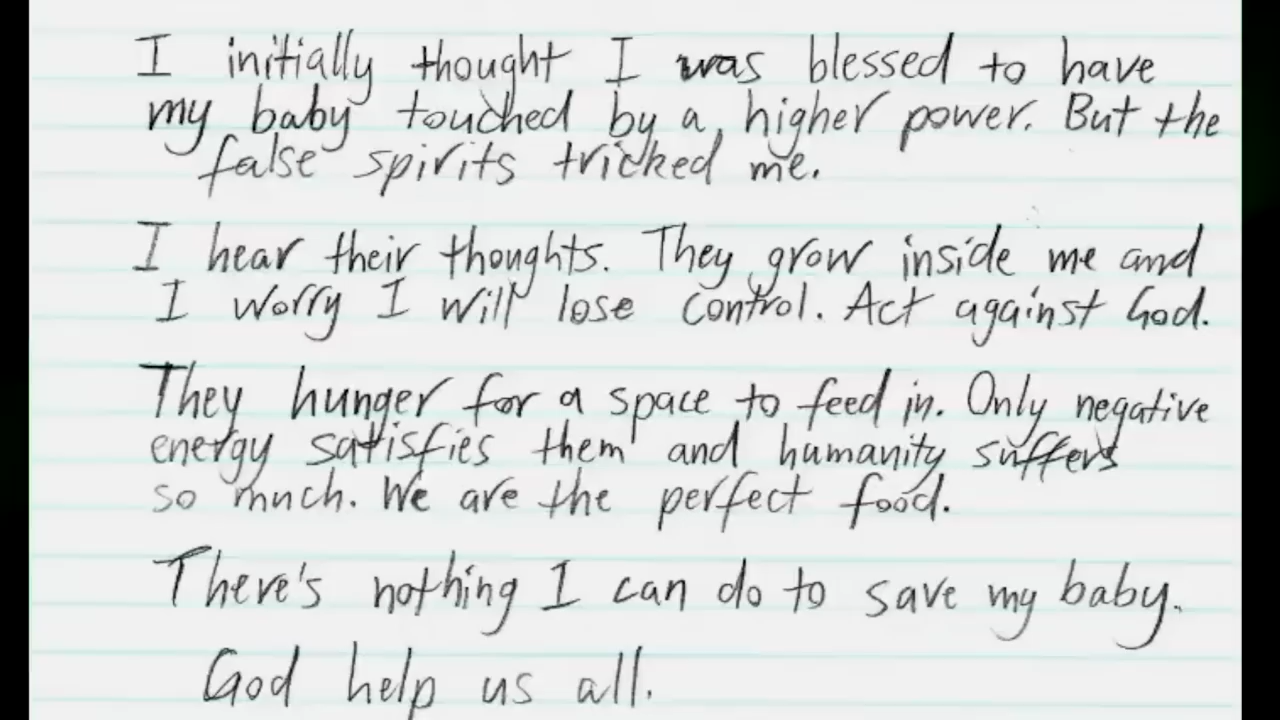 I initially thought I was blessed to have
my baby touched by a higher power. But the
false spirits tricked me.
I hear their thoughts. They grow inside me and
I worry I will lose control. Act against God.
They hunger for a space to feed in. Only negative
energy satisfies them and humanity suffers
so much. We are the perfect food.
There's nothing I can do to save my baby.
God help us all.